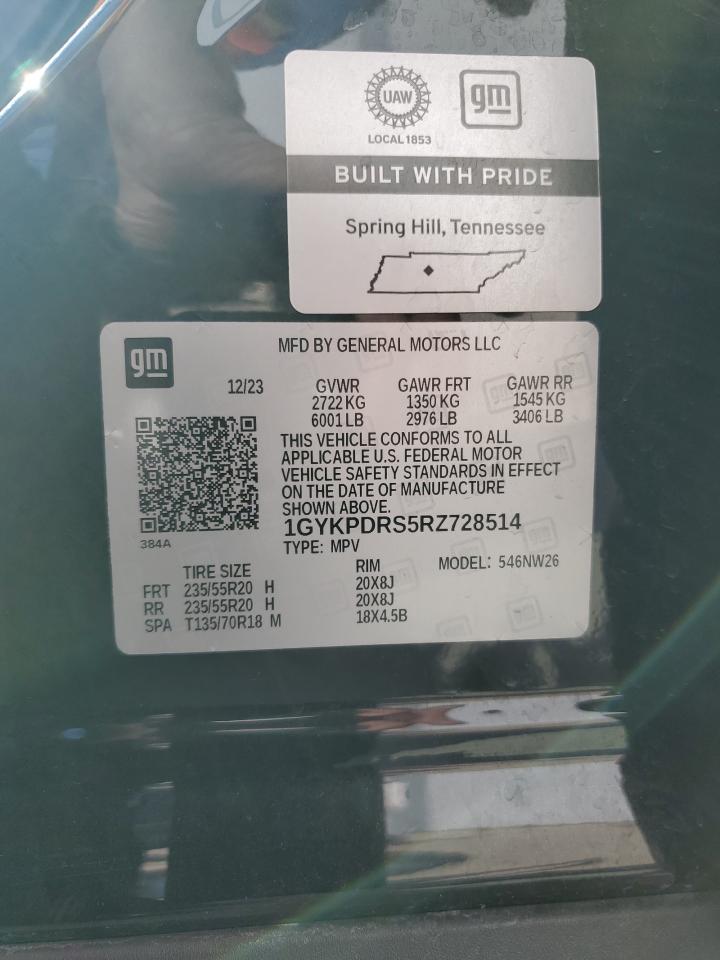 UAW
gm
LOCAL 1853
BUILT WITH PRIDE
Spring Hill, Tennessee
gm
MFD BY GENERAL MOTORS LLC
12/23 GVWR GAWR FRT GAWR RR
2722 KG 1350 KG 1545 KG
6001 LB 2976 LB 3406 LB
THIS VEHICLE CONFORMS TO ALL
APPLICABLE U.S. FEDERAL MOTOR
VEHICLE SAFETY STANDARDS IN EFFECT
ON THE DATE OF MANUFACTURE
SHOWN ABOVE.
1GYKPDRS5RZ728514
384A
TYPE: MPV
MODEL: 546NW26
TIRE SIZE RIM
FRT 235/55R20 H 20X8J
RR 235/55R20 H 20X8J
SPA T135/70R18 M 18X4.5B